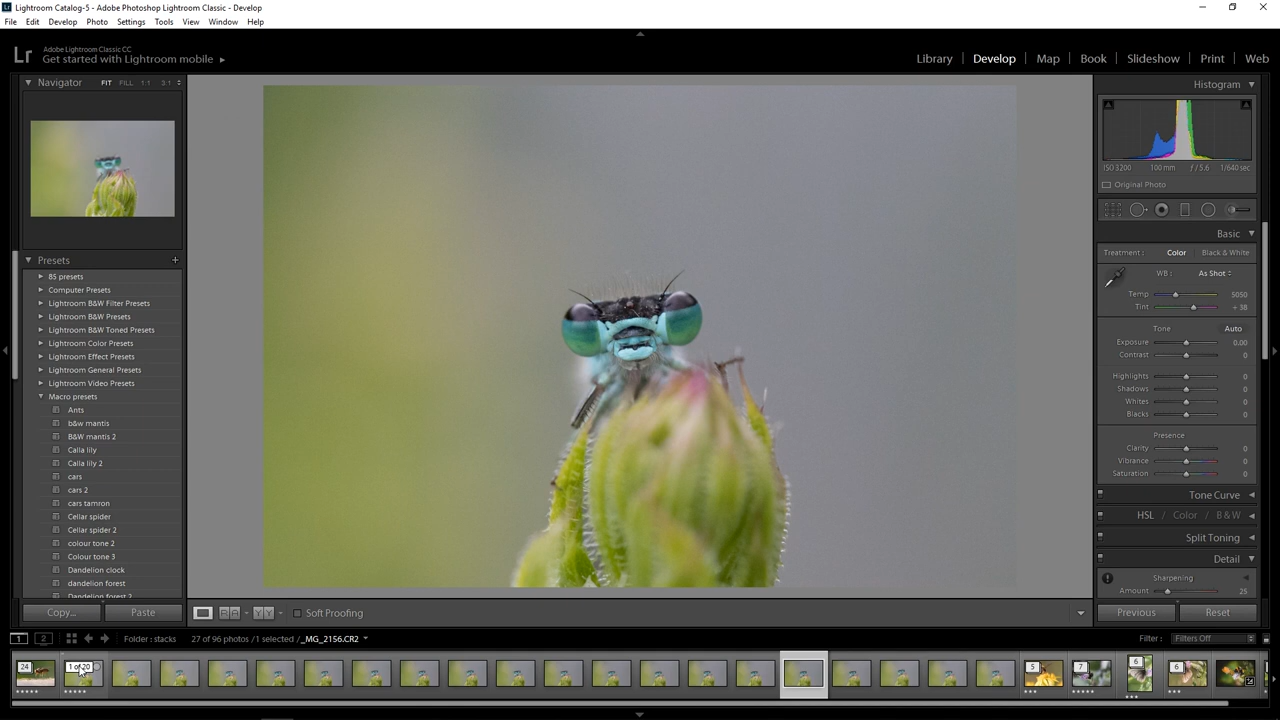 Lightroom Catalog-5 - Adobe Photoshop Lightroom Classic - Develop
File Edit Develop Photo Settings Tools View Window Help
Lr
Adobe Lightroom Classic CC
Get started with Lightroom mobile
Library | Develop | Map | Book | Slideshow | Print | Web
Navigator FIT FILL 1:1 3:1
Presets +
85 presets
Computer Presets
Lightroom B&W Filter Presets
Lightroom B&W Presets
Lightroom B&W Toned Presets
Lightroom Color Presets
Lightroom Effect Presets
Lightroom General Presets
Lightroom Video Presets
Macro presets
Ants
b&w mantis
B&W mantis 2
Calla lily
Calla lily 2
cars
cars 2
cars tamron
Cellar spider
Cellar spider 2
colour tone 2
Colour tone 3
Dandelion clock
dandelion forest
Dandelion forest 2
Copy... Paste
Soft Proofing
Histogram
ISO 3200 100 mm ƒ / 5.6 1/640 sec
Original Photo
Basic
Treatment : Color Black & White
WB : As Shot
Temp 5050
Tint + 38
Tone Auto
Exposure 0.00
Contrast 0
Highlights 0
Shadows 0
Whites 0
Blacks 0
Presence
Clarity 0
Vibrance 0
Saturation 0
Tone Curve
HSL / Color / B & W
Split Toning
Detail
Sharpening
Amount 25
Previous Reset
1 2 Folder : stacks 27 of 96 photos / 1 selected / _MG_2156.CR2 Filter : Filters Off
24 1 of 20 5 7 6 6